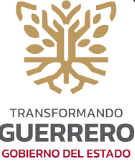 TRANSFORMANDO
GUERRERO
GOBIERNO DEL ESTADO